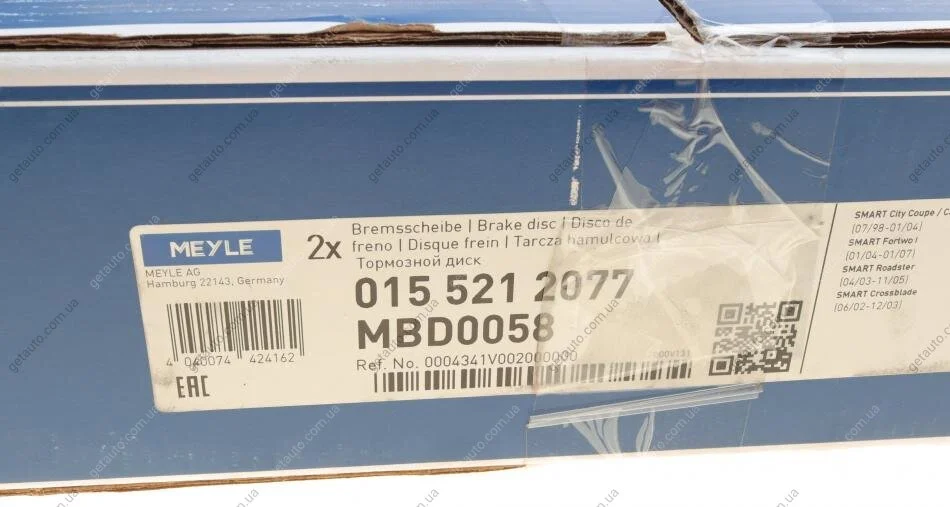 MEYLE
MEYLE AG
Hamburg 22143, Germany
4 040074 424162
EAC
2x
Bremsscheibe | Brake disc | Disco de
freno | Disque frein | Tarcza hamulcowa |
Тормозной диск
015 521 2077
MBD0058
Ref. No. 0004341V002000000
000V131
SMART City Coupe / C
(07/98-01/04)
SMART Fortwo I
(01/04-01/07)
SMART Roadster
(04/03-11/05)
SMART Crossblade
(06/02-12/03)
getauto.com.ua